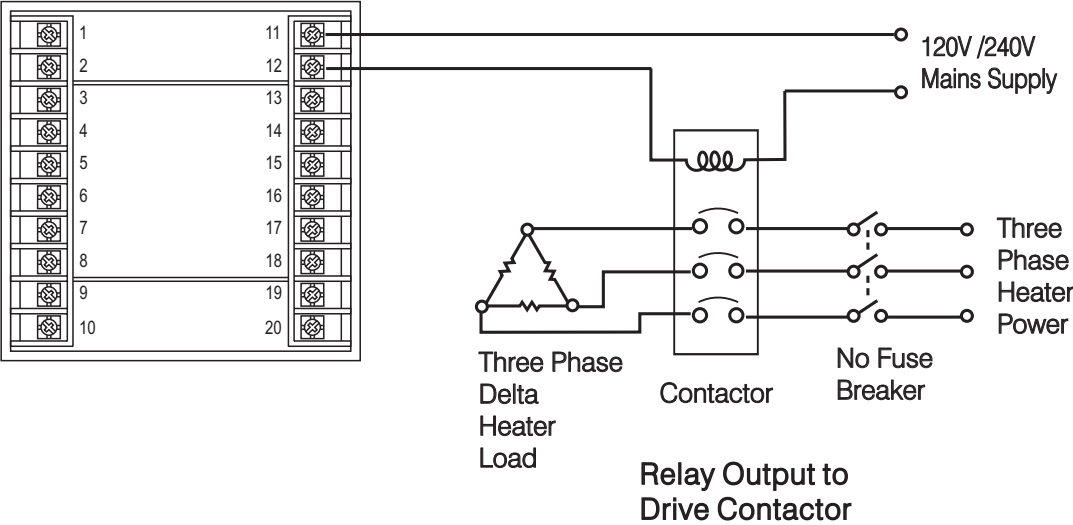 1 11
2 12
3 13
4 14
5 15
6 16
7 17
8 18
9 19
10 20
120V /240V
Mains Supply
Three
Phase
Heater
Power
No Fuse
Breaker
Contactor
Three Phase
Delta
Heater
Load
Relay Output to
Drive Contactor